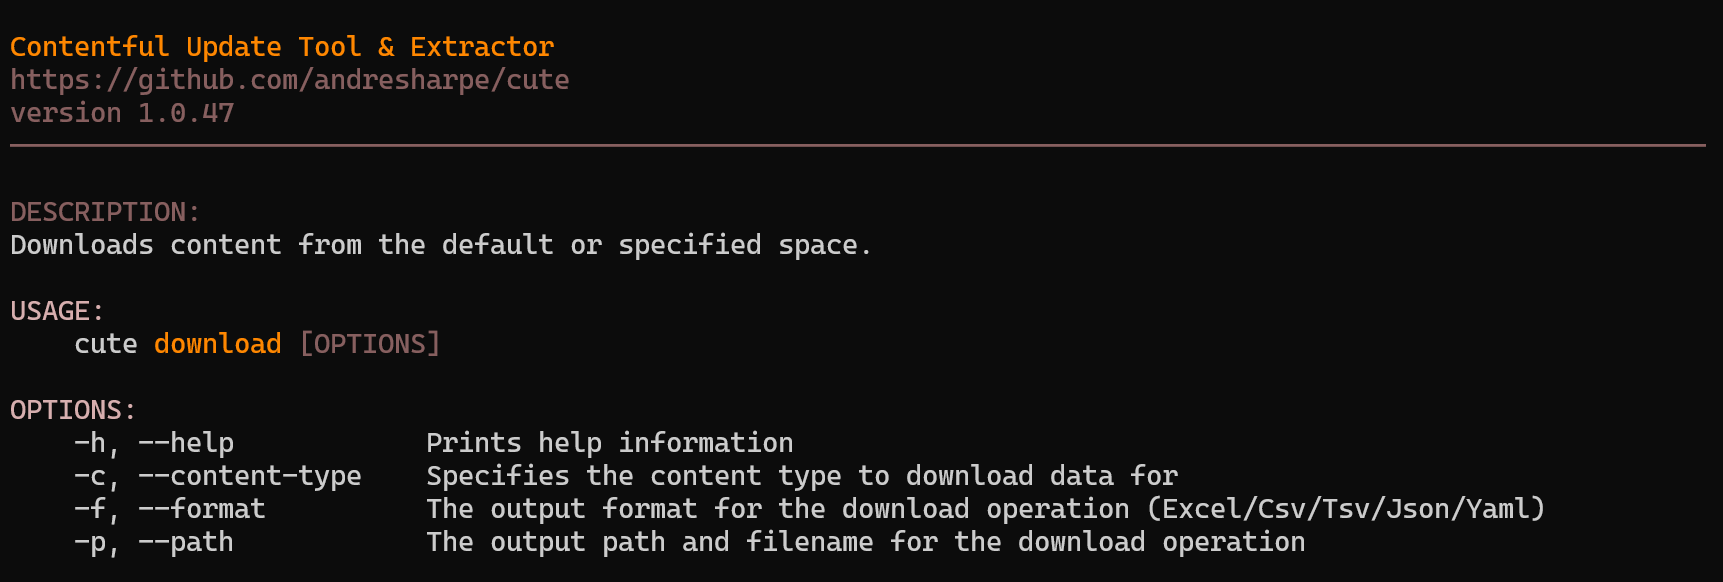 Contentful Update Tool & Extractor
https://github.com/andresharpe/cute
version 1.0.47
DESCRIPTION:
Downloads content from the default or specified space.
USAGE:
cute download [OPTIONS]
OPTIONS:
-h, --help Prints help information
-c, --content-type Specifies the content type to download data for
-f, --format The output format for the download operation (Excel/Csv/Tsv/Json/Yaml)
-p, --path The output path and filename for the download operation